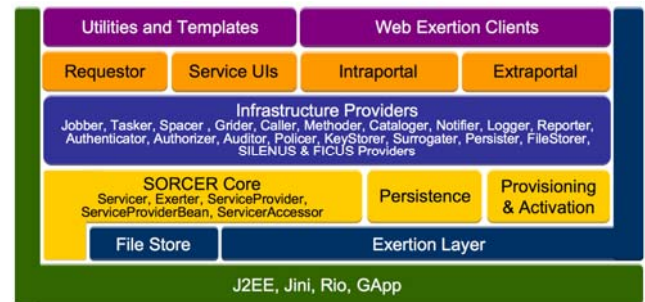 Utilities and Templates
Web Exertion Clients
Requestor
Service UIs
Intraportal
Extraportal
Infrastructure Providers
Jobber, Tasker, Spacer , Grider, Caller, Methoder, Cataloger, Notifier, Logger, Reporter,
Authenticator, Authorizer, Auditor, Policer, KeyStorer, Surrogater, Persister, FileStorer,
SILENUS & FICUS Providers
SORCER Core
Servicer, Exerter, ServiceProvider,
ServiceProviderBean, ServicerAccessor
Persistence
Provisioning
& Activation
File Store
Exertion Layer
J2EE, Jini, Rio, GApp